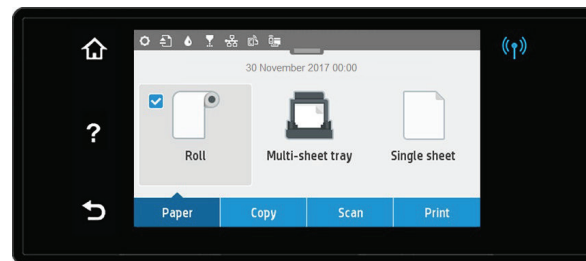 30 November 2017 00:00
Roll
Multi-sheet tray
Single sheet
?
Paper
Copy
Scan
Print